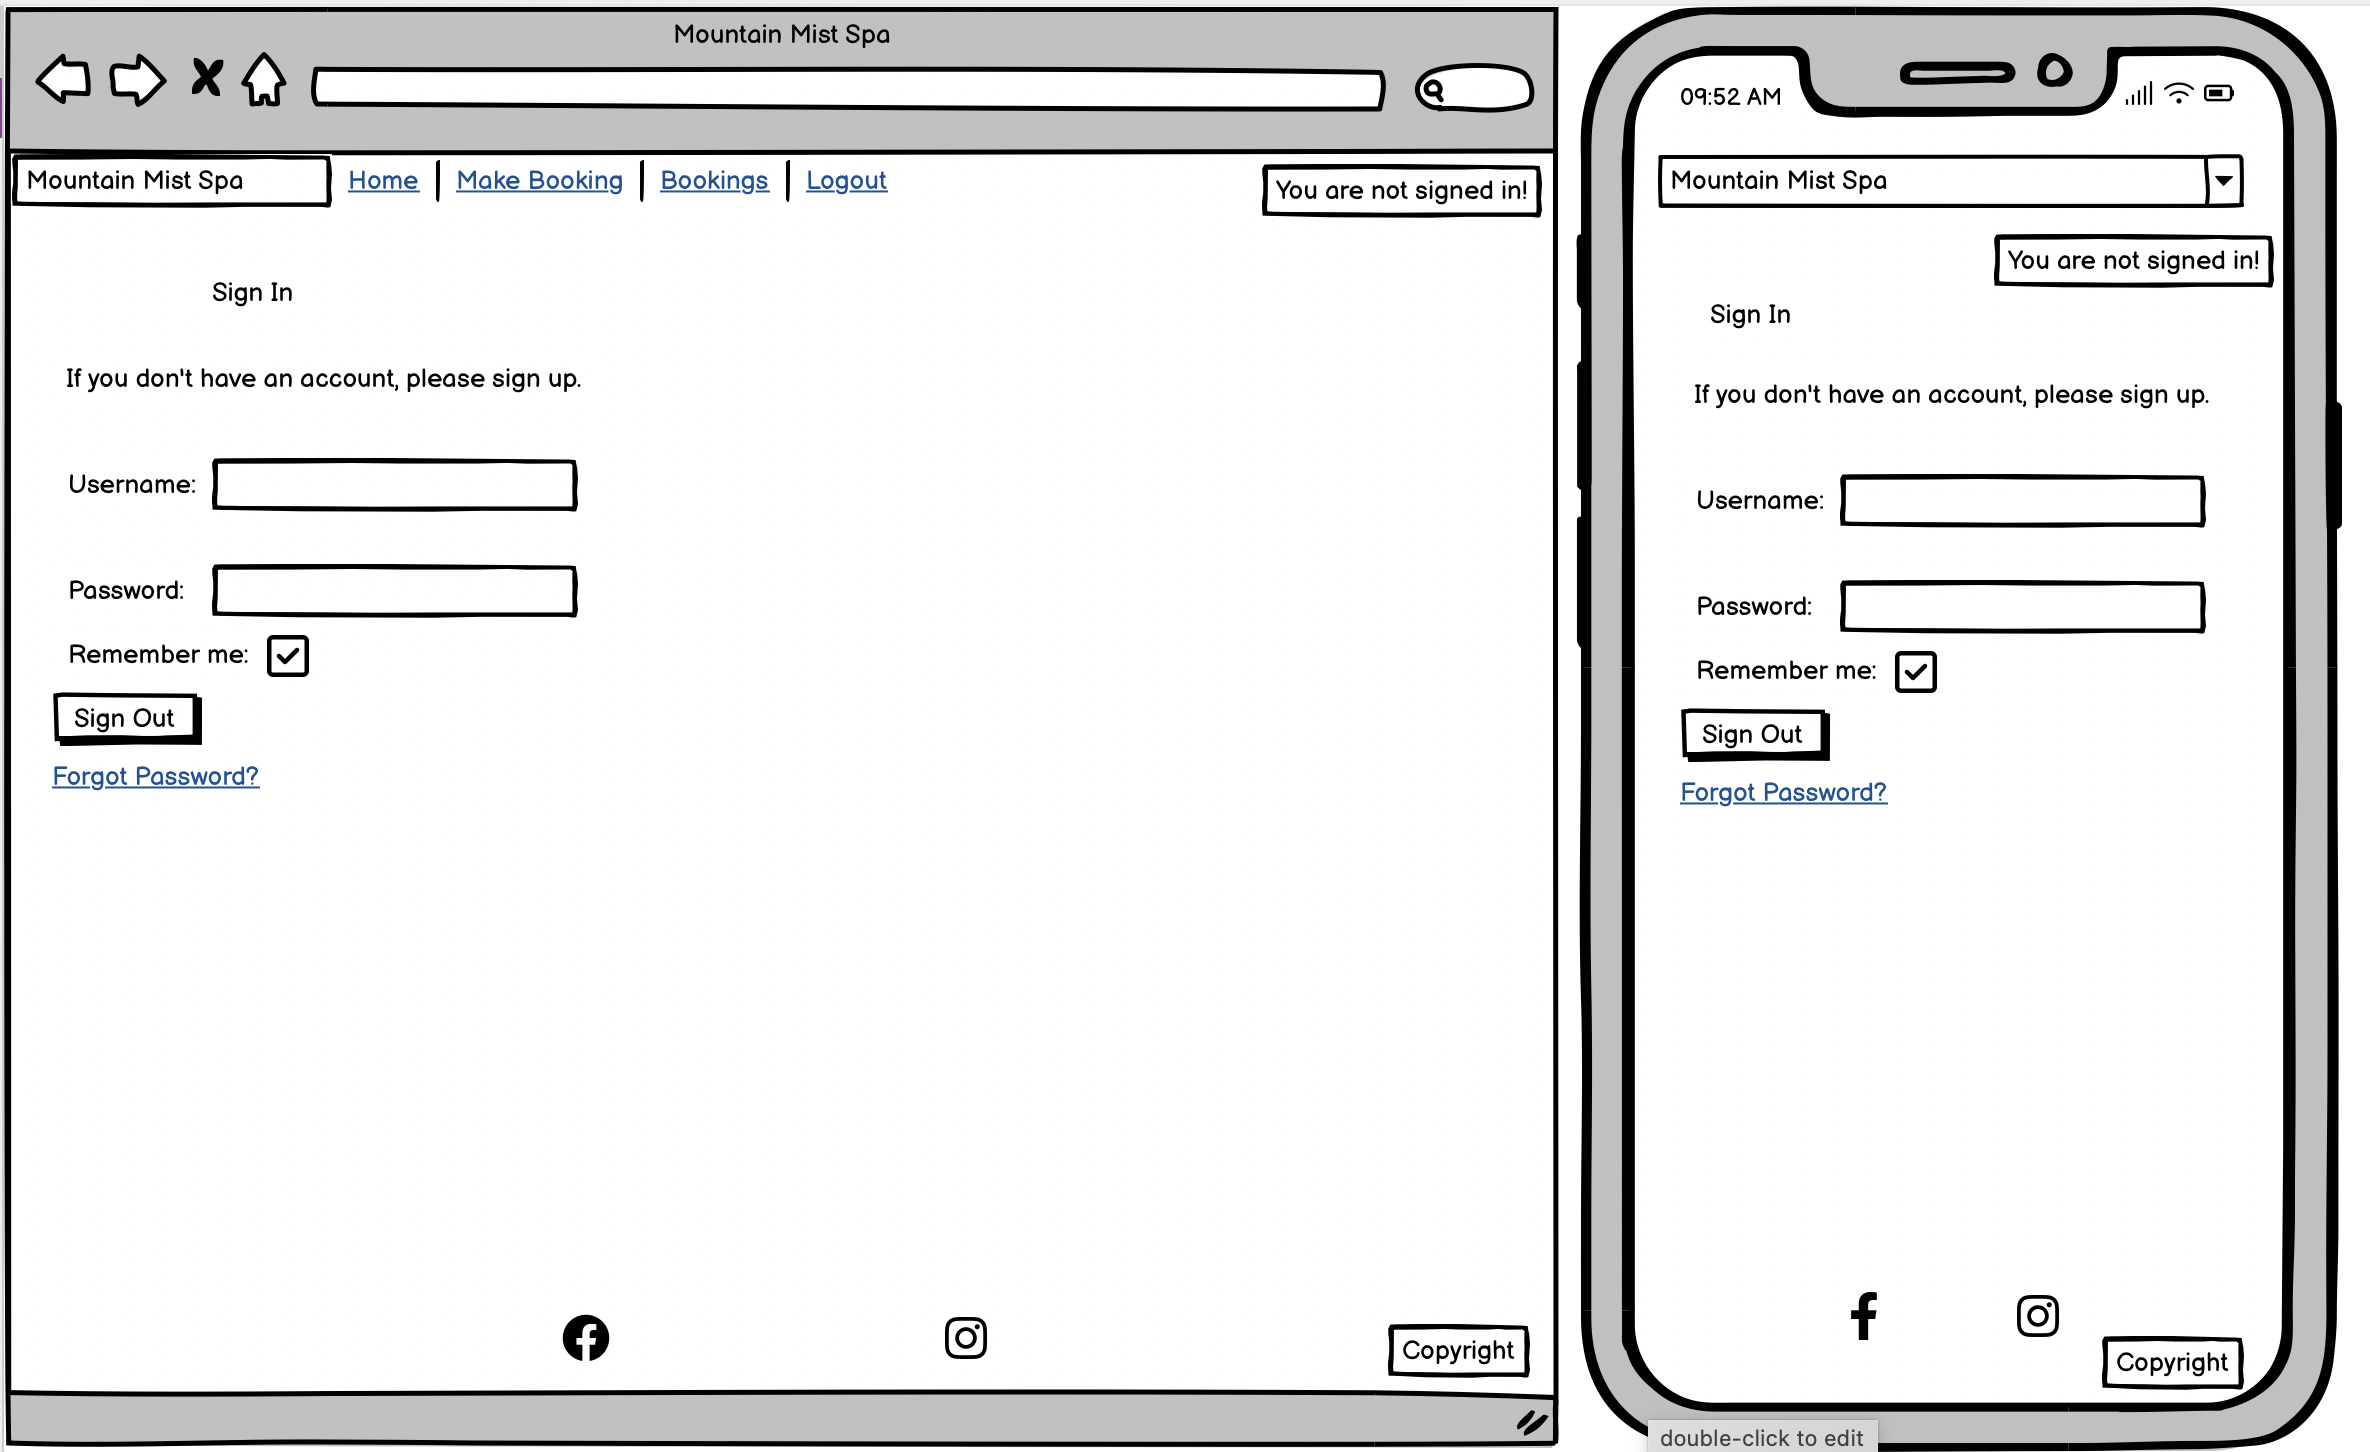 Mountain Mist Spa
Mountain Mist Spa
Home
Make Booking
Bookings
Logout
You are not signed in!
Sign In
If you don't have an account, please sign up.
Username:
Password:
Remember me:
Sign Out
Forgot Password?
Copyright
09:52 AM
Mountain Mist Spa
You are not signed in!
Sign In
If you don't have an account, please sign up.
Username:
Password:
Remember me:
Sign Out
Forgot Password?
Copyright
double-click to edit